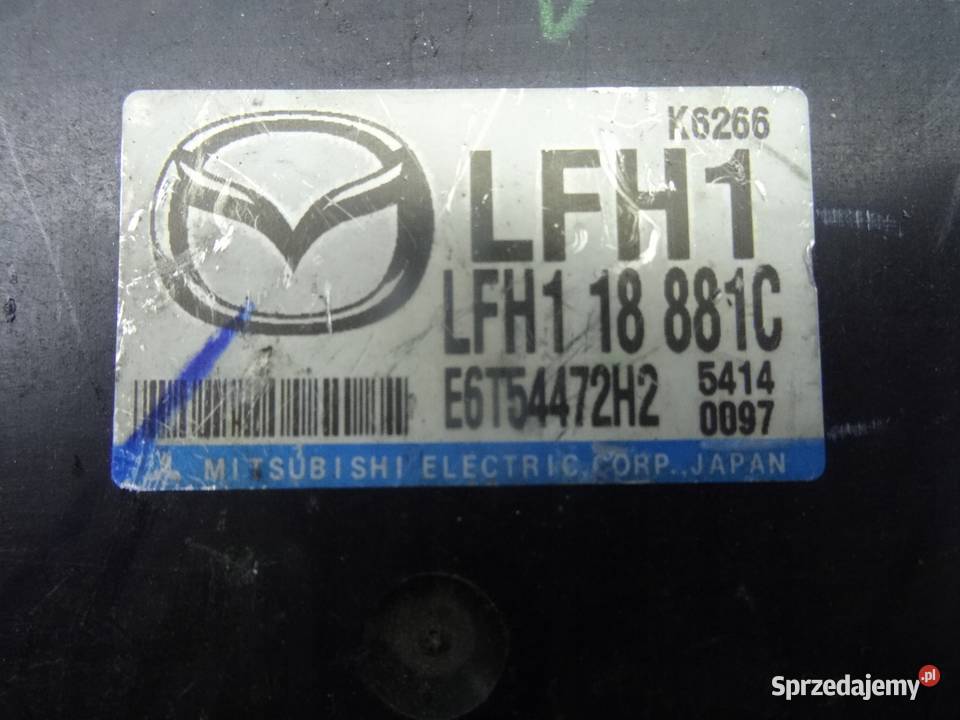 K6266
LFH1
LFH1 18 881C
E6T54472H2
5414
0097
MITSUBISHI ELECTRIC CORP., JAPAN
Sprzedajemy.pl